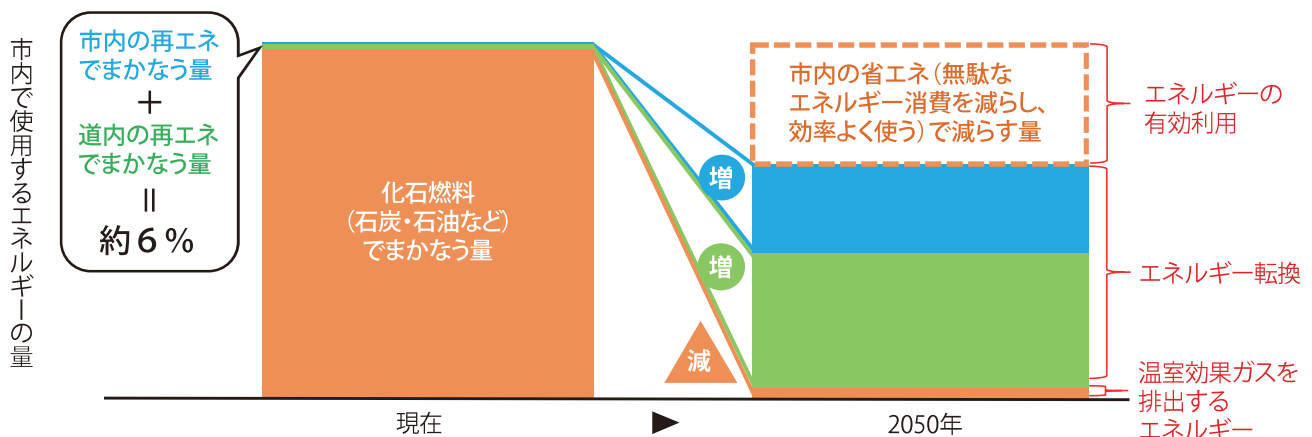 市内で使用するエネルギーの量
市内の再エネ
でまかなう量
+
道内の再エネ
でまかなう量
=
約6%
化石燃料
(石炭・石油など)
でまかなう量
増
増
減
市内の省エネ(無駄な
エネルギー消費を減らし、
効率よく使う)で減らす量
エネルギーの
有効利用
エネルギー転換
温室効果ガスを
排出する
エネルギー
現在
▶
2050年